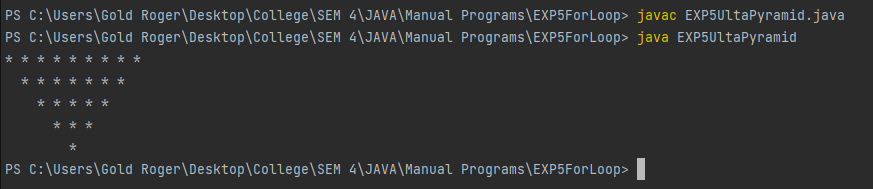 PS C:\Users\Gold Roger\Desktop\College\SEM 4\JAVA\Manual Programs\EXP5ForLoop> javac EXP5UltaPyramid.java
PS C:\Users\Gold Roger\Desktop\College\SEM 4\JAVA\Manual Programs\EXP5ForLoop> java EXP5UltaPyramid
* * * * * * * * *
  * * * * * * *
    * * * * *
      * * *
        *
PS C:\Users\Gold Roger\Desktop\College\SEM 4\JAVA\Manual Programs\EXP5ForLoop>